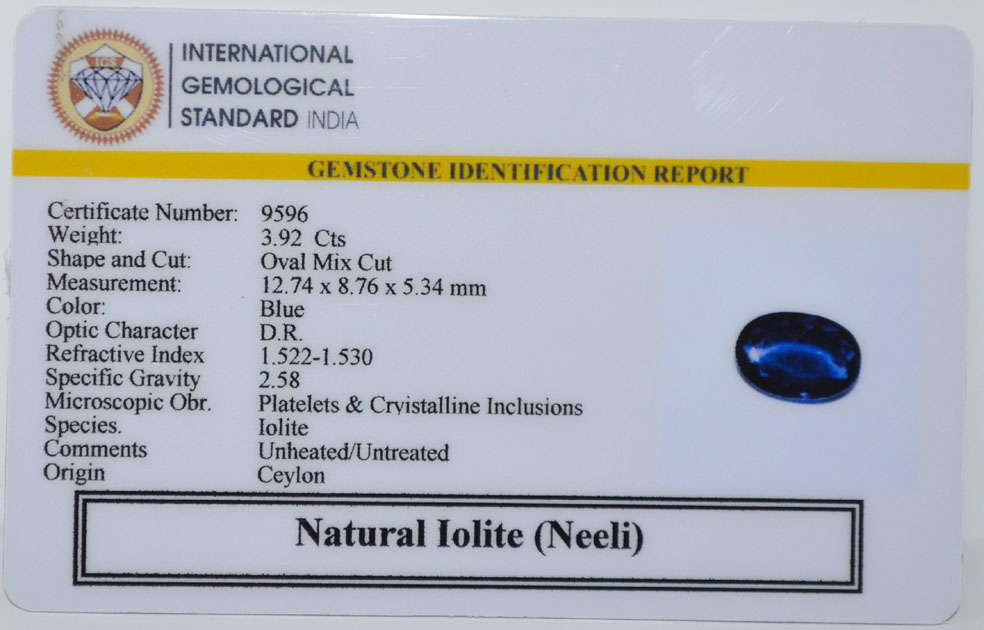 IGS
INTERNATIONAL
GEMOLOGICAL
STANDARD INDIA
GEMSTONE IDENTIFICATION REPORT
Certificate Number: 9596
Weight: 3.92 Cts
Shape and Cut: Oval Mix Cut
Measurement: 12.74 x 8.76 x 5.34 mm
Color: Blue
Optic Character D.R.
Refractive Index 1.522-1.530
Specific Gravity 2.58
Microscopic Obr. Platelets & Cryistalline Inclusions
Species. Iolite
Comments Unheated/Untreated
Origin Ceylon
Natural Iolite (Neeli)